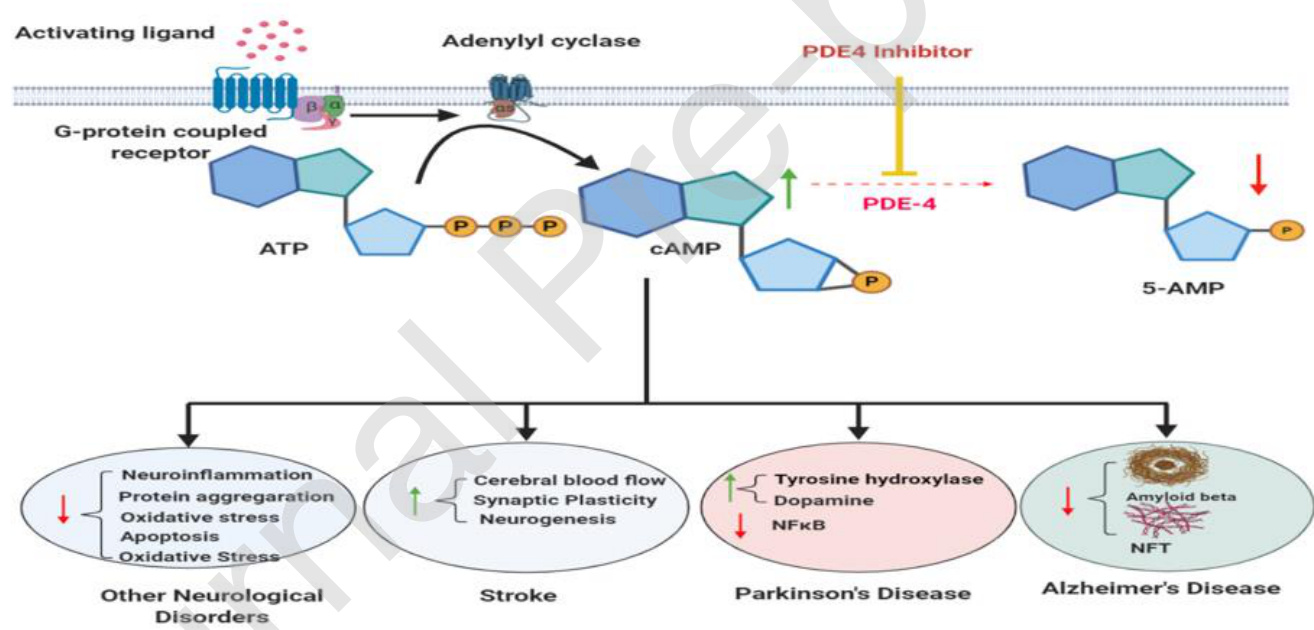 Activating ligand
Adenylyl cyclase
PDE4 Inhibitor
β α
γ
αs
G-protein coupled
receptor
PDE-4
P P P
ATP
cAMP
P
P
5-AMP
Neuroinflammation
Protein aggregaration
Oxidative stress
Apoptosis
Oxidative Stress
Other Neurological
Disorders
Cerebral blood flow
Synaptic Plasticity
Neurogenesis
Stroke
Tyrosine hydroxylase
Dopamine
NFκB
Parkinson's Disease
Amyloid beta
NFT
Alzheimer's Disease
rnal Pre-p